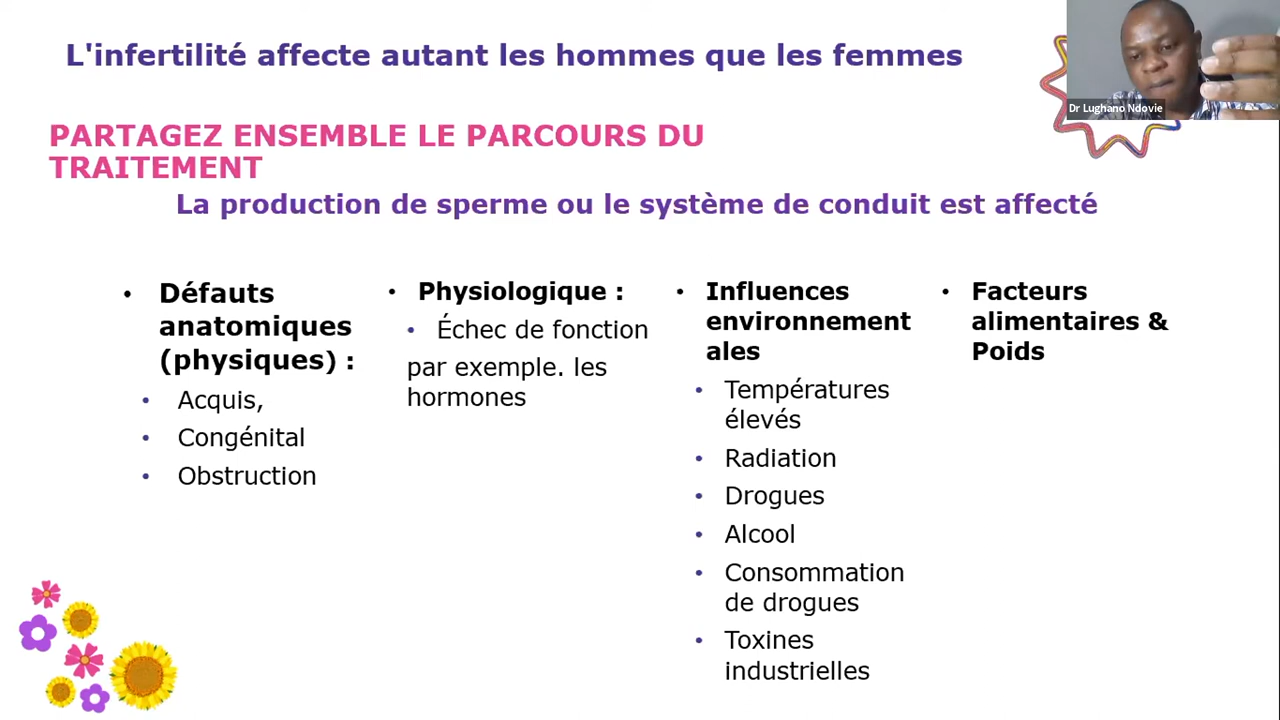 L'infertilité affecte autant les hommes que les femmes
Dr Lughano Ndovie
PARTAGEZ ENSEMBLE LE PARCOURS DU
TRAITEMENT
La production de sperme ou le système de conduit est affecté
• Défauts
anatomiques
(physiques) :
• Acquis,
• Congénital
• Obstruction
• Physiologique :
• Échec de fonction
par exemple. les
hormones
• Influences
environnement
ales
• Températures
élevés
• Radiation
• Drogues
• Alcool
• Consommation
de drogues
• Toxines
industrielles
• Facteurs
alimentaires &
Poids